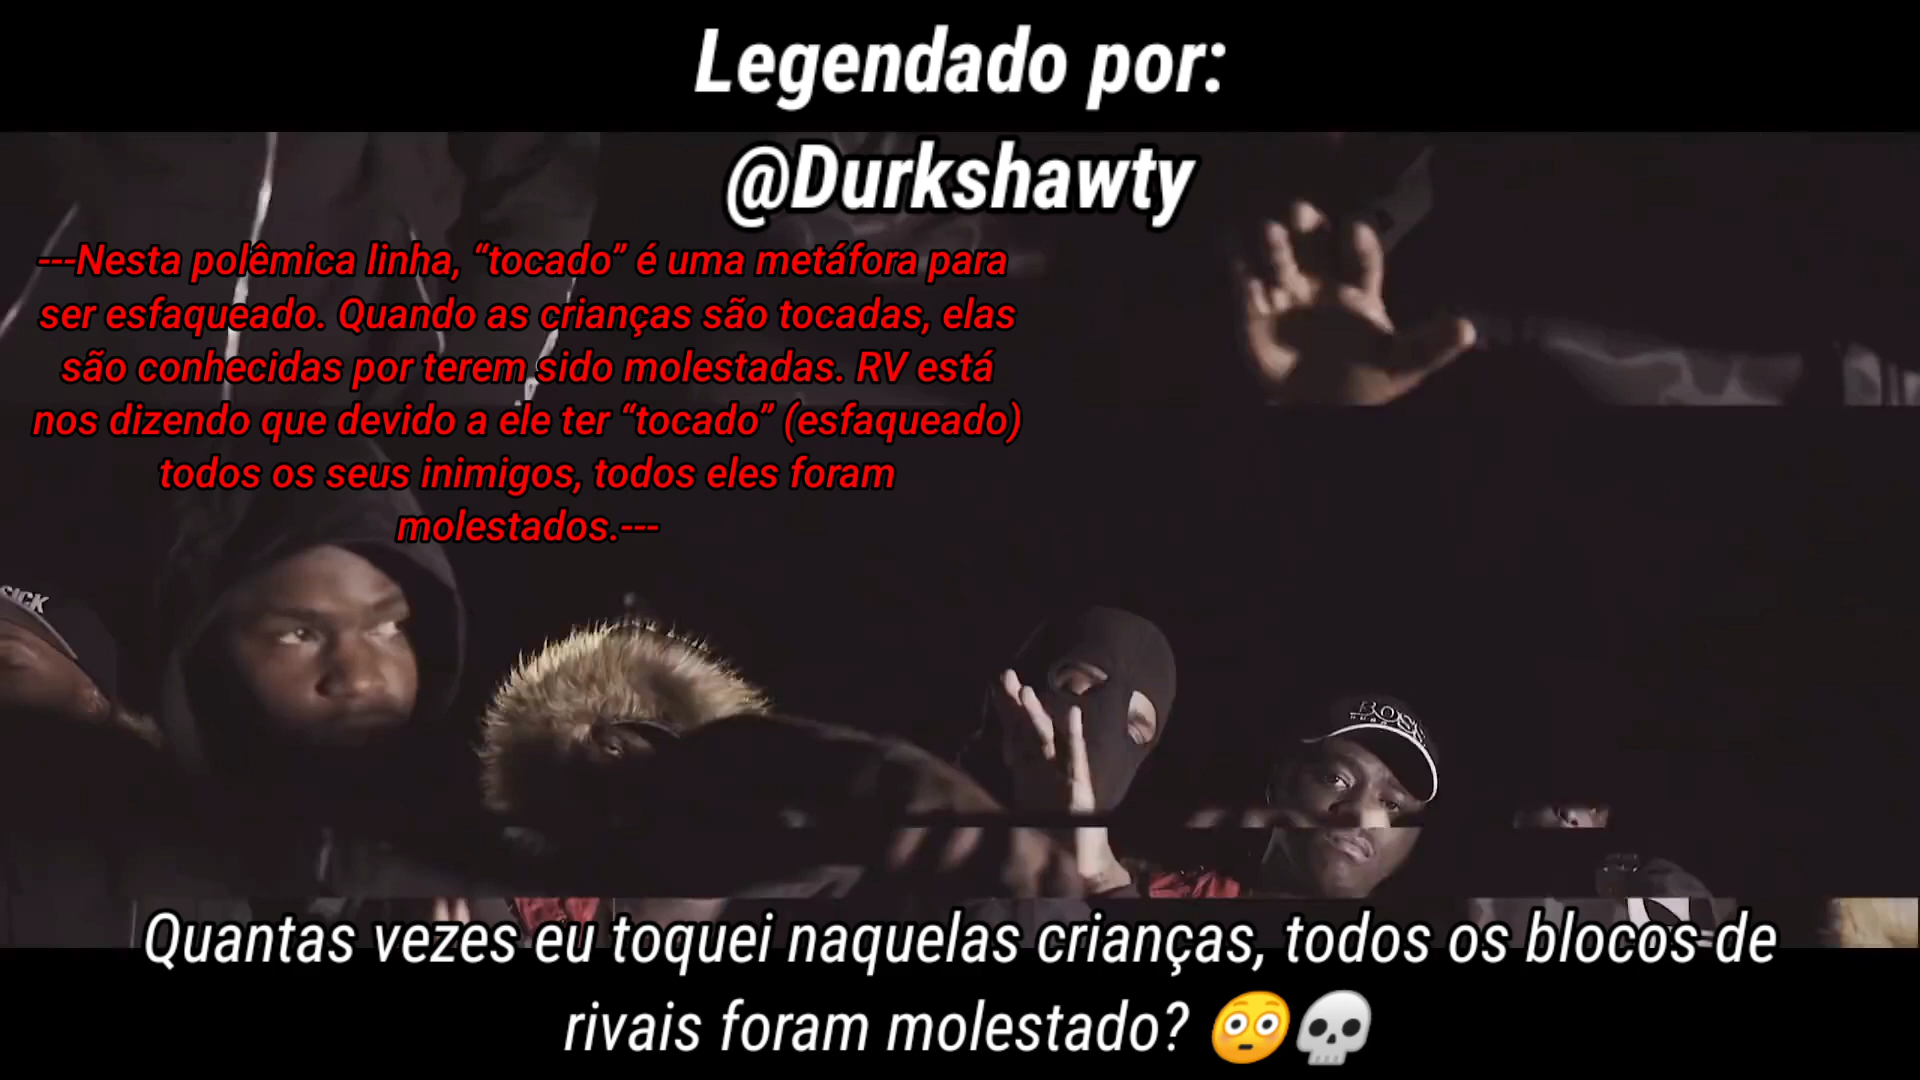 Legendado por:
@Durkshawty
---Nesta polêmica linha, “tocado” é uma metáfora para
ser esfaqueado. Quando as crianças são tocadas, elas
são conhecidas por terem sido molestadas. RV está
nos dizendo que devido a ele ter “tocado” (esfaqueado)
todos os seus inimigos, todos eles foram
molestados.---
SICK
BOSS
Quantas vezes eu toquei naquelas crianças, todos os blocos de
rivais foram molestado? 😳💀